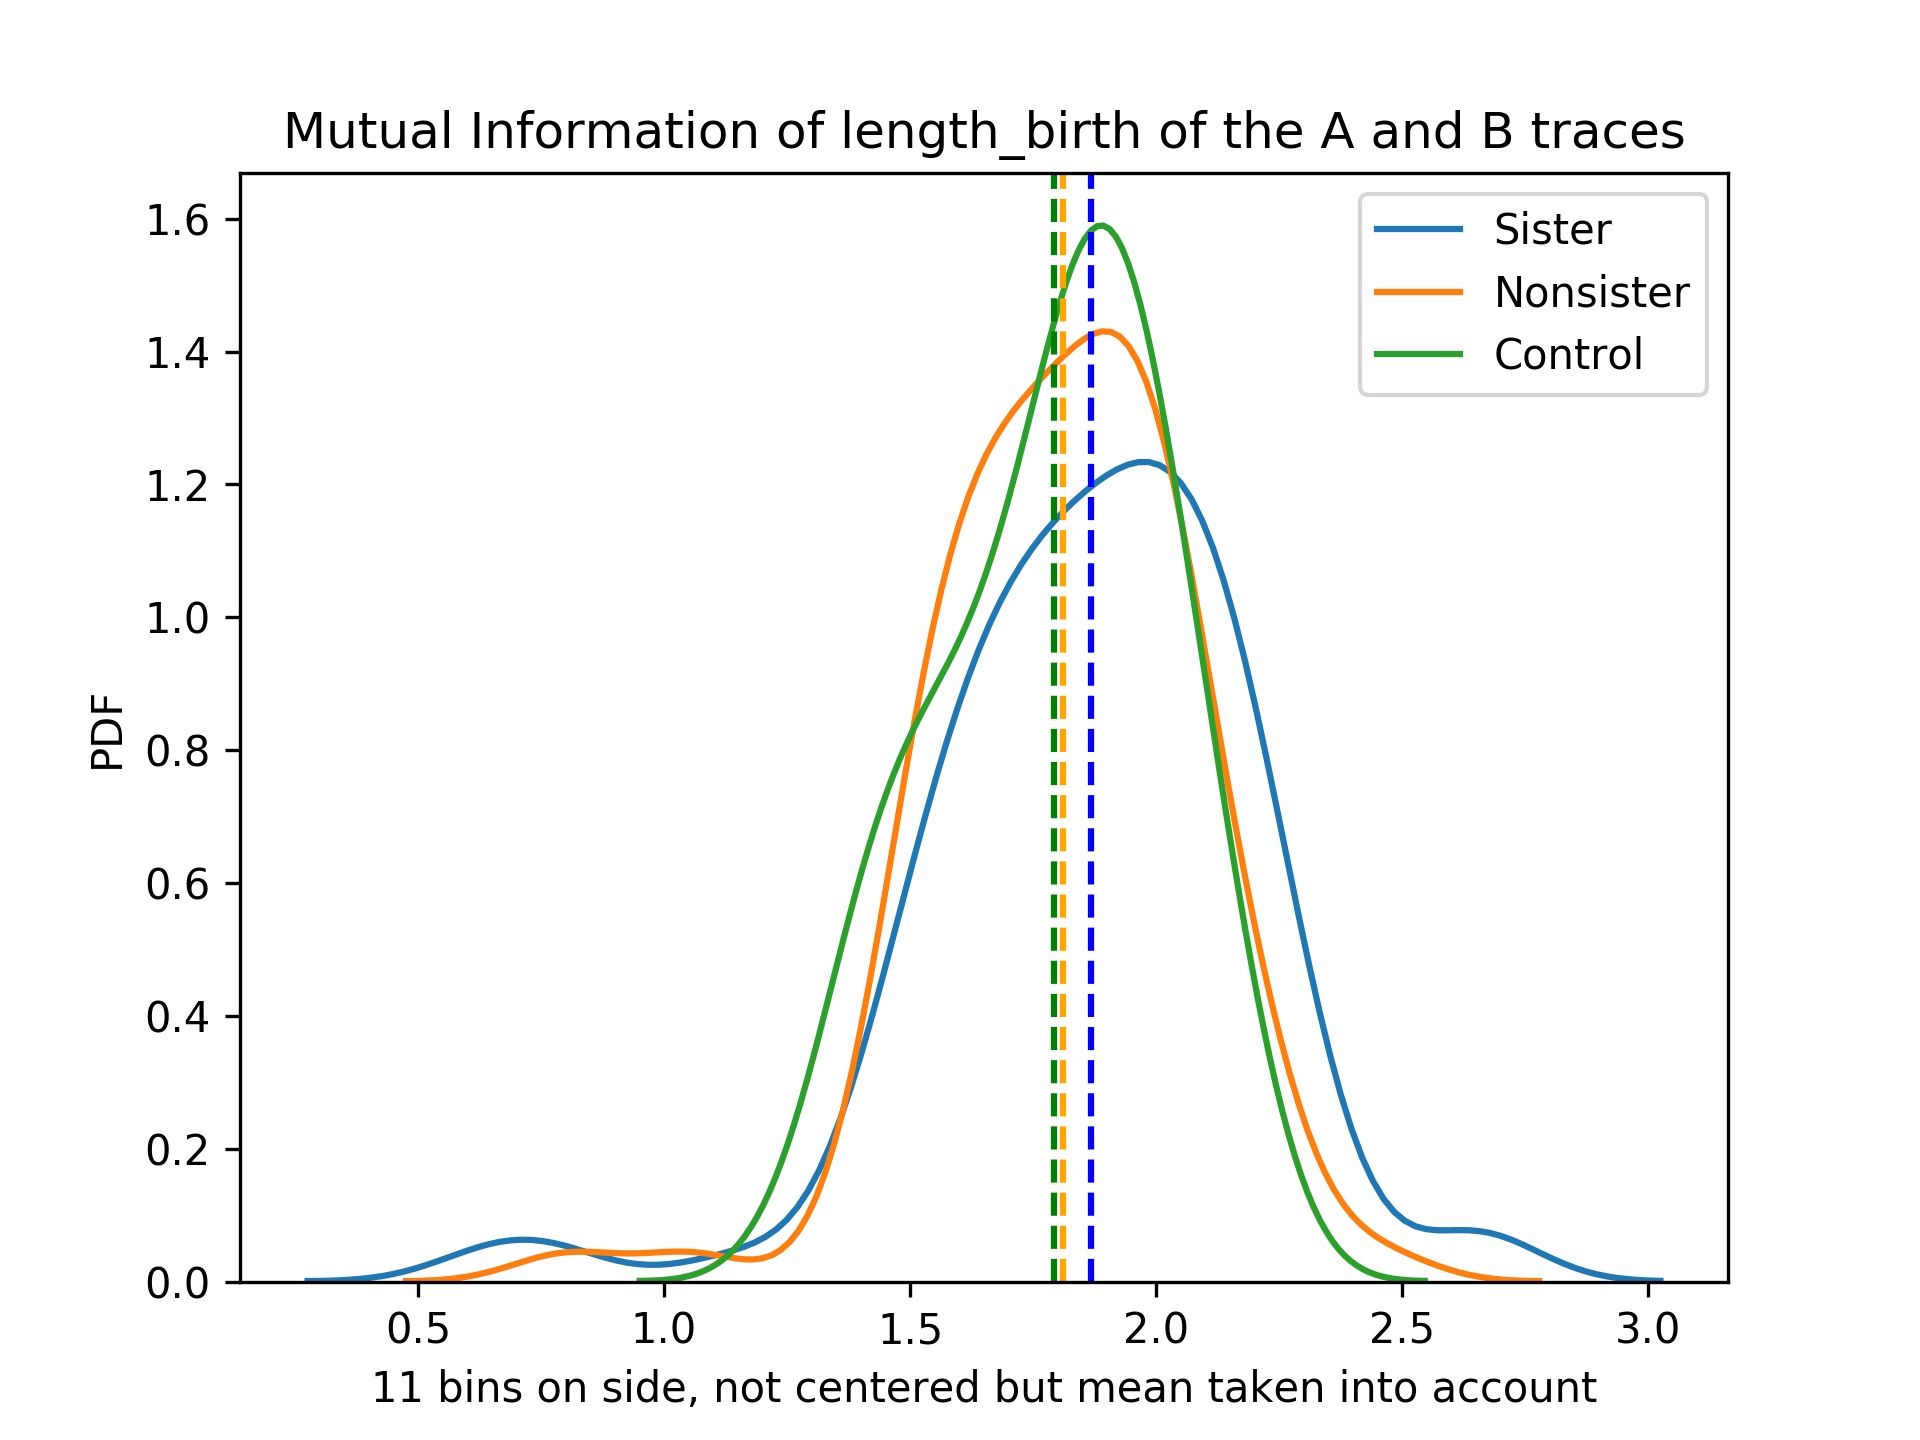 Mutual Information of length_birth of the A and B traces
Sister
Nonsister
Control
PDF
1.6
1.4
1.2
1.0
0.8
0.6
0.4
0.2
0.0
0.5 1.0 1.5 2.0 2.5 3.0
11 bins on side, not centered but mean taken into account